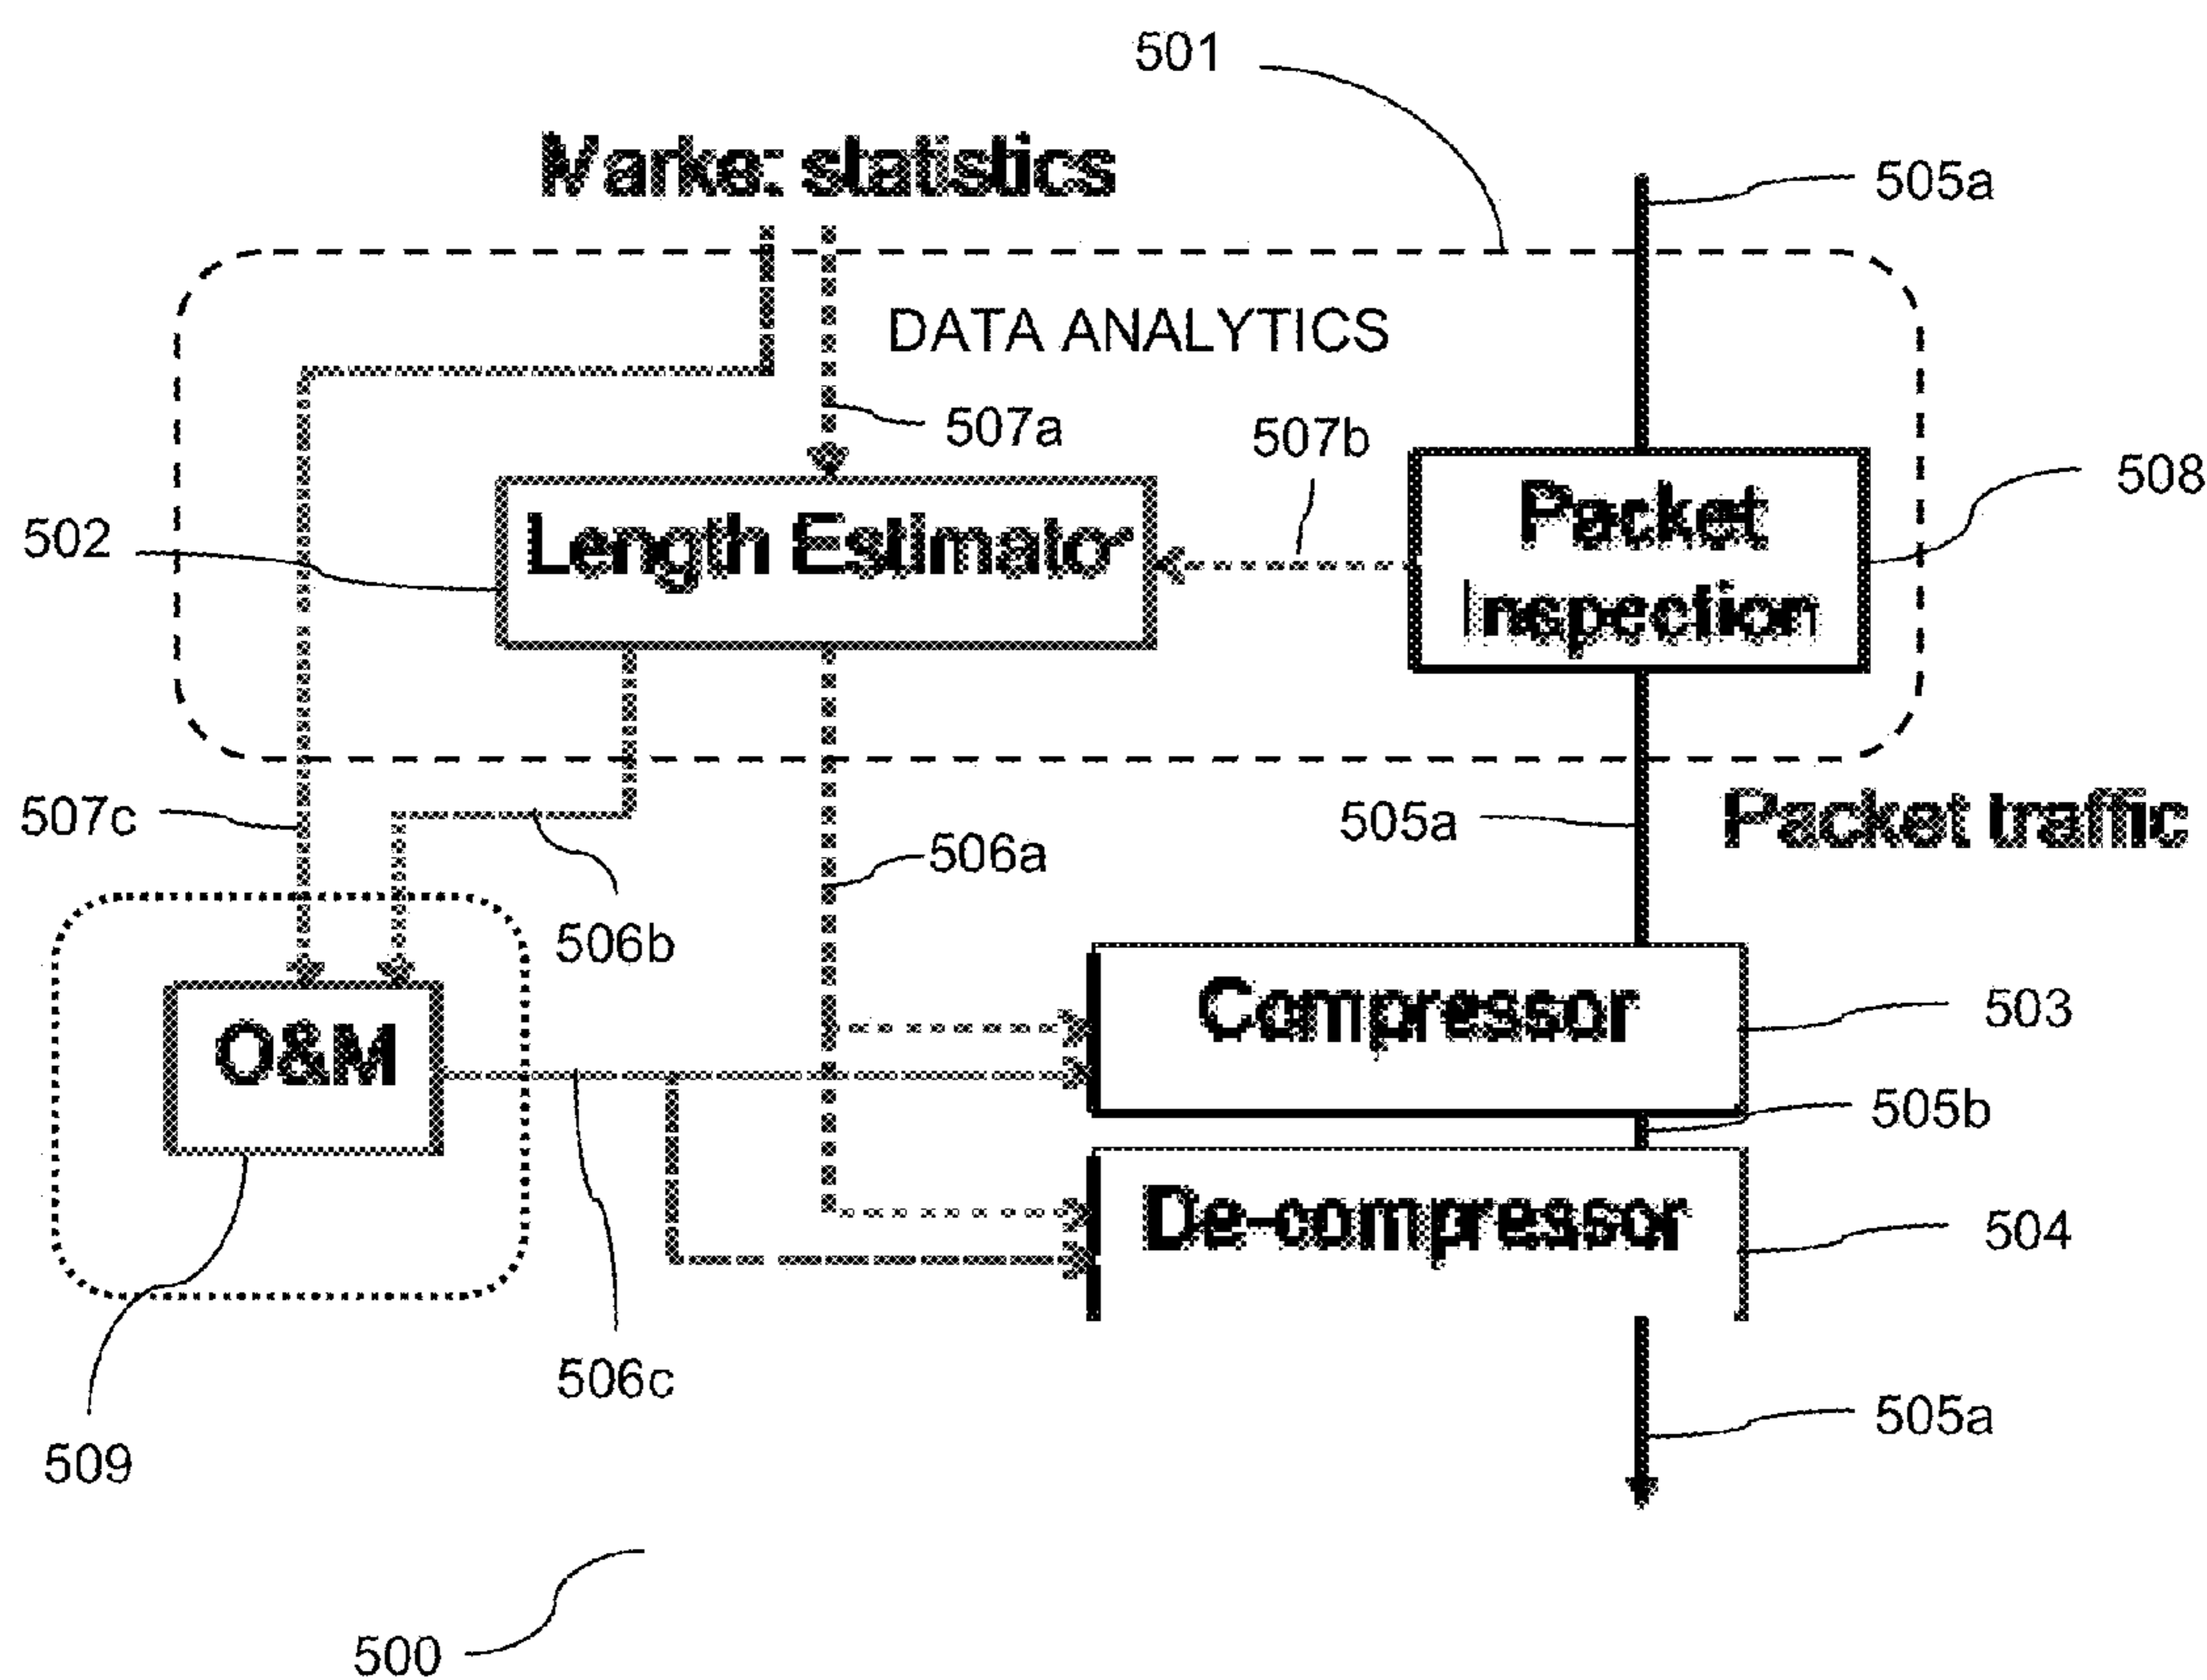 501
Market statistics
505a
DATA ANALYTICS
507a
507b
508
Packet
Inspection
502
Length Estimator
507c
505a
Packet traffic
506a
506b
O&M
Compressor
503
505b
De-compressor
504
506c
505a
509
500